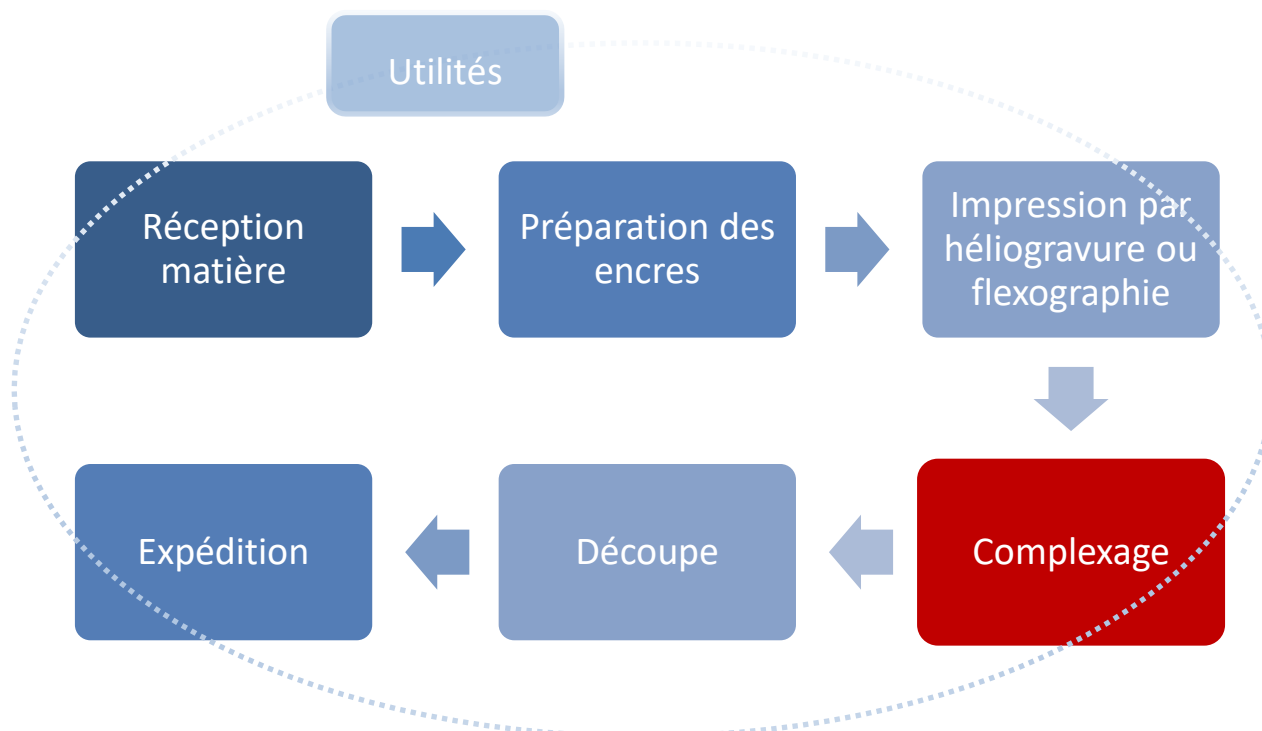 Utilités
Réception
matière
Préparation des
encres
Impression par
héliogravure ou
flexographie
Complexage
Découpe
Expédition